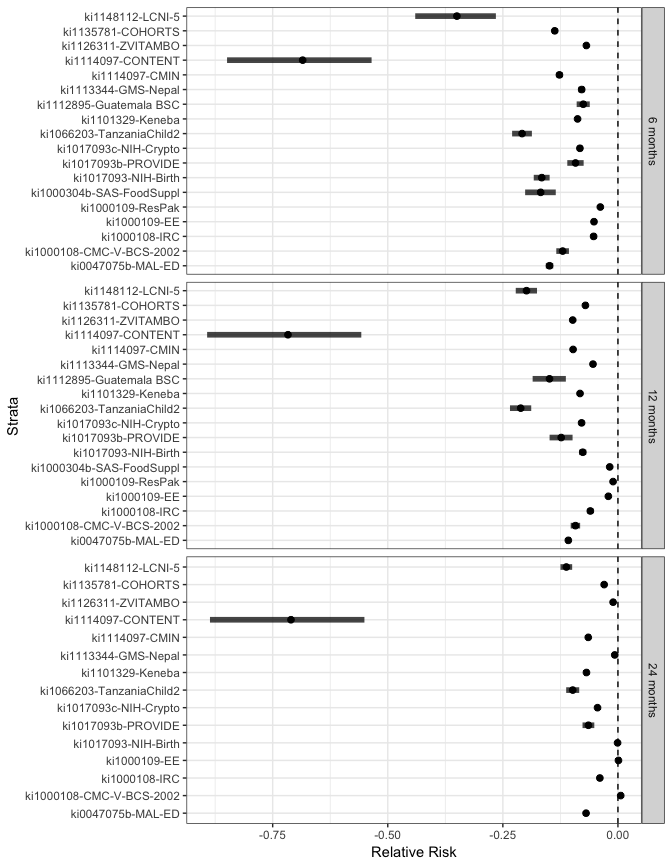 Strata
ki1148112-LCNI-5
ki1135781-COHORTS
ki1126311-ZVITAMBO
ki1114097-CONTENT
ki1114097-CMIN
ki1113344-GMS-Nepal
ki1112895-Guatemala BSC
ki1101329-Keneba
ki1066203-TanzaniaChild2
ki1017093c-NIH-Crypto
ki1017093b-PROVIDE
ki1017093-NIH-Birth
ki1000304b-SAS-FoodSuppl
ki1000109-ResPak
ki1000109-EE
ki1000108-IRC
ki1000108-CMC-V-BCS-2002
ki0047075b-MAL-ED
6 months
ki1148112-LCNI-5
ki1135781-COHORTS
ki1126311-ZVITAMBO
ki1114097-CONTENT
ki1114097-CMIN
ki1113344-GMS-Nepal
ki1112895-Guatemala BSC
ki1101329-Keneba
ki1066203-TanzaniaChild2
ki1017093c-NIH-Crypto
ki1017093b-PROVIDE
ki1017093-NIH-Birth
ki1000304b-SAS-FoodSuppl
ki1000109-ResPak
ki1000109-EE
ki1000108-IRC
ki1000108-CMC-V-BCS-2002
ki0047075b-MAL-ED
12 months
ki1148112-LCNI-5
ki1135781-COHORTS
ki1126311-ZVITAMBO
ki1114097-CONTENT
ki1114097-CMIN
ki1113344-GMS-Nepal
ki1101329-Keneba
ki1066203-TanzaniaChild2
ki1017093c-NIH-Crypto
ki1017093b-PROVIDE
ki1017093-NIH-Birth
ki1000109-EE
ki1000108-IRC
ki1000108-CMC-V-BCS-2002
ki0047075b-MAL-ED
24 months
-0.75 -0.50 -0.25 0.00
Relative Risk